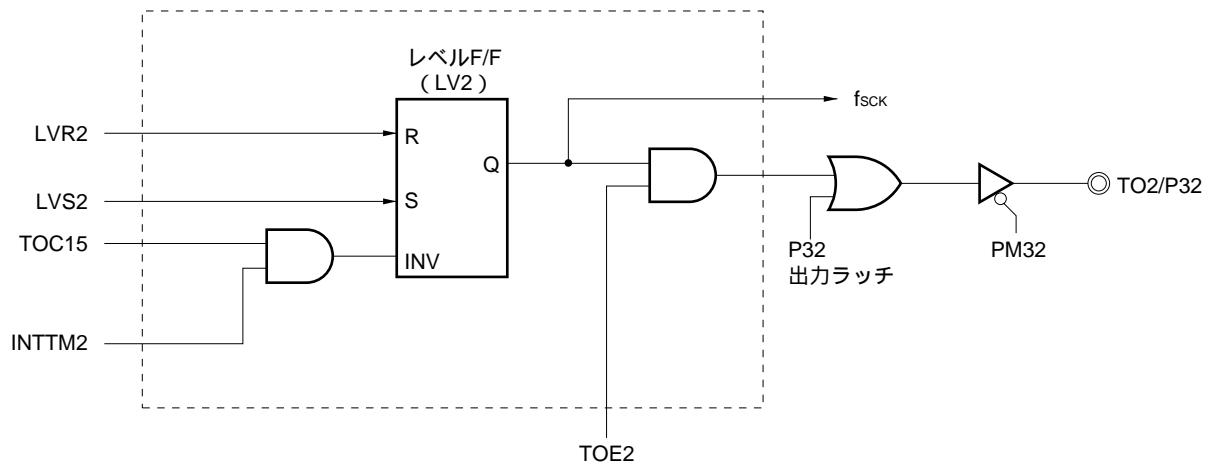 レベルF/F
（LV2）
fSCK
LVR2
R
Q
LVS2
S
TO2/P32
TOC15
INV
P32
出力ラッチ
PM32
INTTM2
TOE2